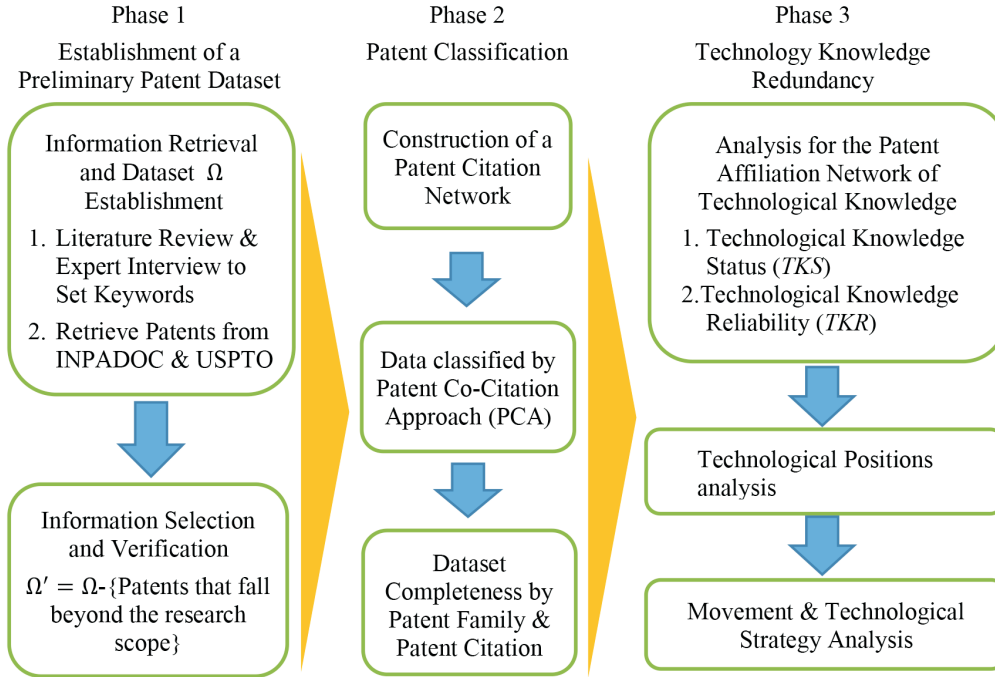 Phase 1
Establishment of a
Preliminary Patent Dataset
Information Retrieval
and Dataset Ω
Establishment
1. Literature Review &
Expert Interview to
Set Keywords
2. Retrieve Patents from
INPADOC & USPTO
Information Selection
and Verification
Ω′ = Ω-{Patents that fall
beyond the research
scope}
Phase 2
Patent Classification
Construction of a
Patent Citation
Network
Data classified by
Patent Co-Citation
Approach (PCA)
Dataset
Completeness by
Patent Family &
Patent Citation
Phase 3
Technology Knowledge
Redundancy
Analysis for the Patent
Affiliation Network of
Technological Knowledge
1. Technological Knowledge
Status (TKS)
2.Technological Knowledge
Reliability (TKR)
Technological Positions
analysis
Movement & Technological
Strategy Analysis